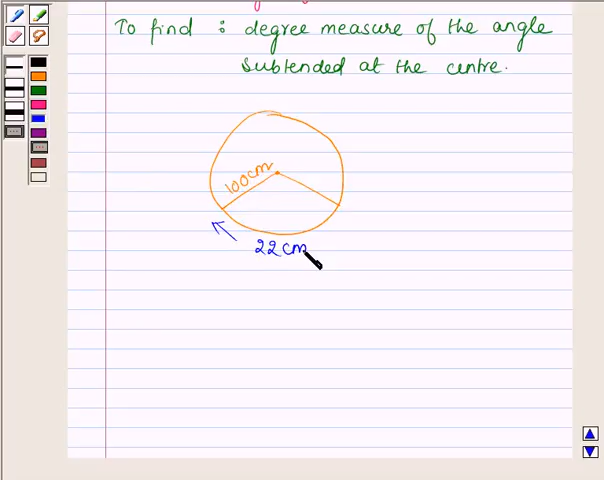 To find : degree measure of the angle
subtended at the centre.
100cm
22cm